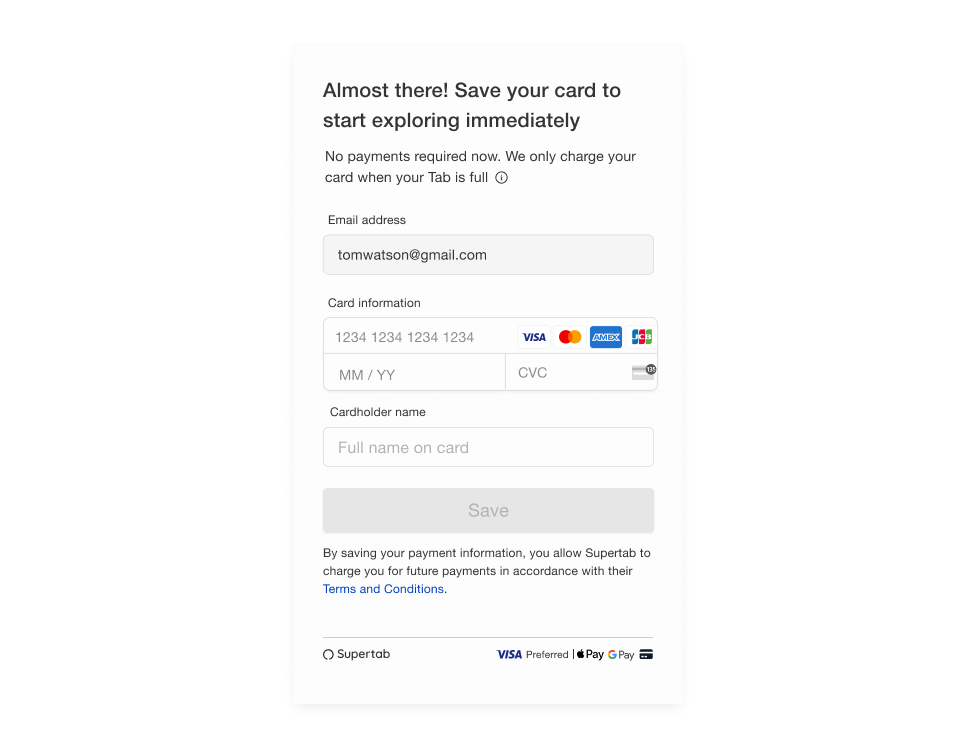 Almost there! Save your card to
start exploring immediately
No payments required now. We only charge your
card when your Tab is full
Email address
tomwatson@gmail.com
Card information
1234 1234 1234 1234 VISA AMEX JCB
MM / YY CVC 135
Cardholder name
Full name on card
Save
By saving your payment information, you allow Supertab to
charge you for future payments in accordance with their
Terms and Conditions.
Supertab VISA Preferred | Pay G Pay